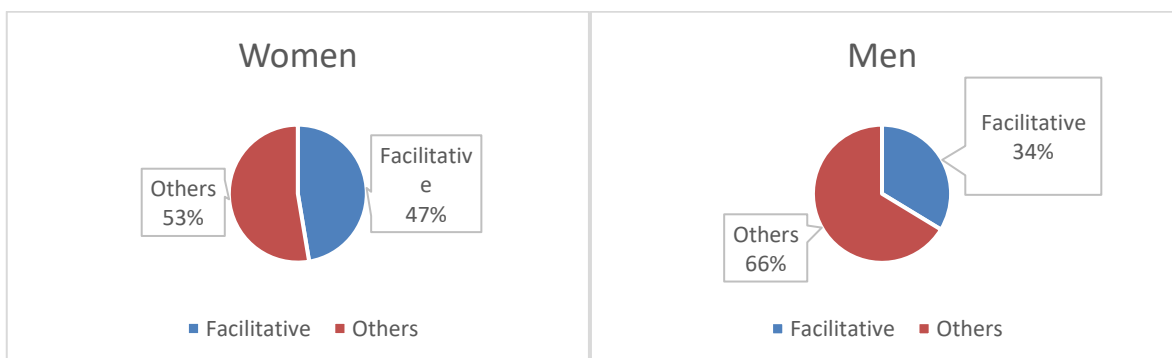 Women
Others
53%
Facilitativ
e
47%
Facilitative
Others
Men
Facilitative
34%
Others
66%
Facilitative
Others